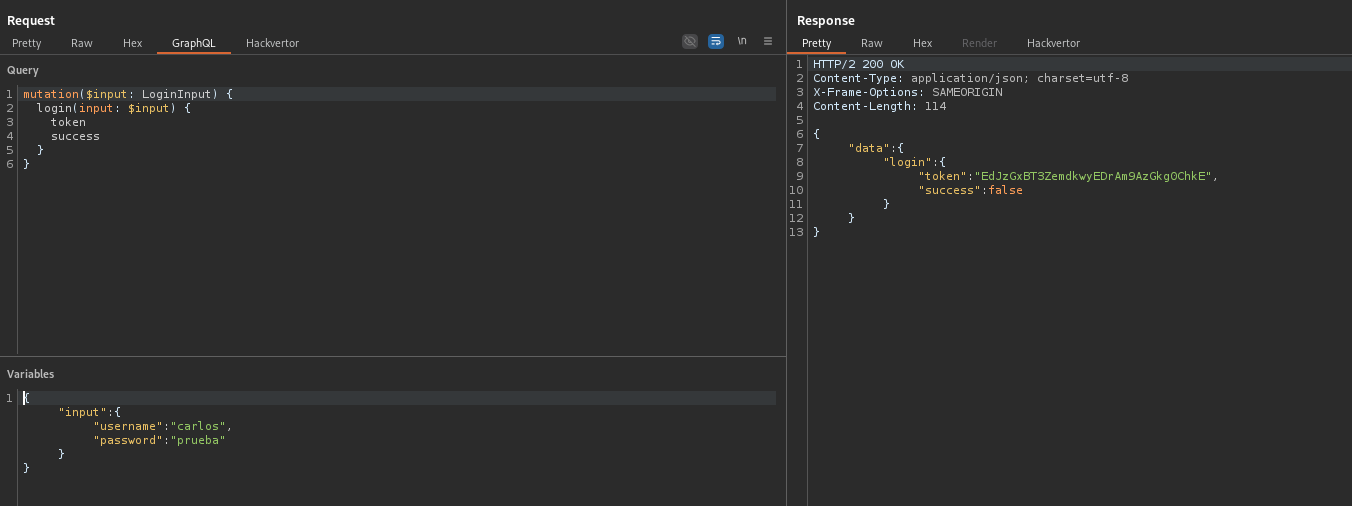 Request
Pretty Raw Hex GraphQL Hackvertor \n
Query
1 mutation($input: LoginInput) {
2 login(input: $input) {
3 token
4 success
5 }
6 }
Variables
1 {
"input":{
"username":"carlos",
"password":"prueba"
}
}
Response
Pretty Raw Hex Render Hackvertor
1 HTTP/2 200 OK
2 Content-Type: application/json; charset=utf-8
3 X-Frame-Options: SAMEORIGIN
4 Content-Length: 114
5
6 {
7 "data":{
8 "login":{
9 "token":"EdJzGxBT3ZemdkwyEDrAm9AzGkgOChkE",
10 "success":false
11 }
12 }
13 }